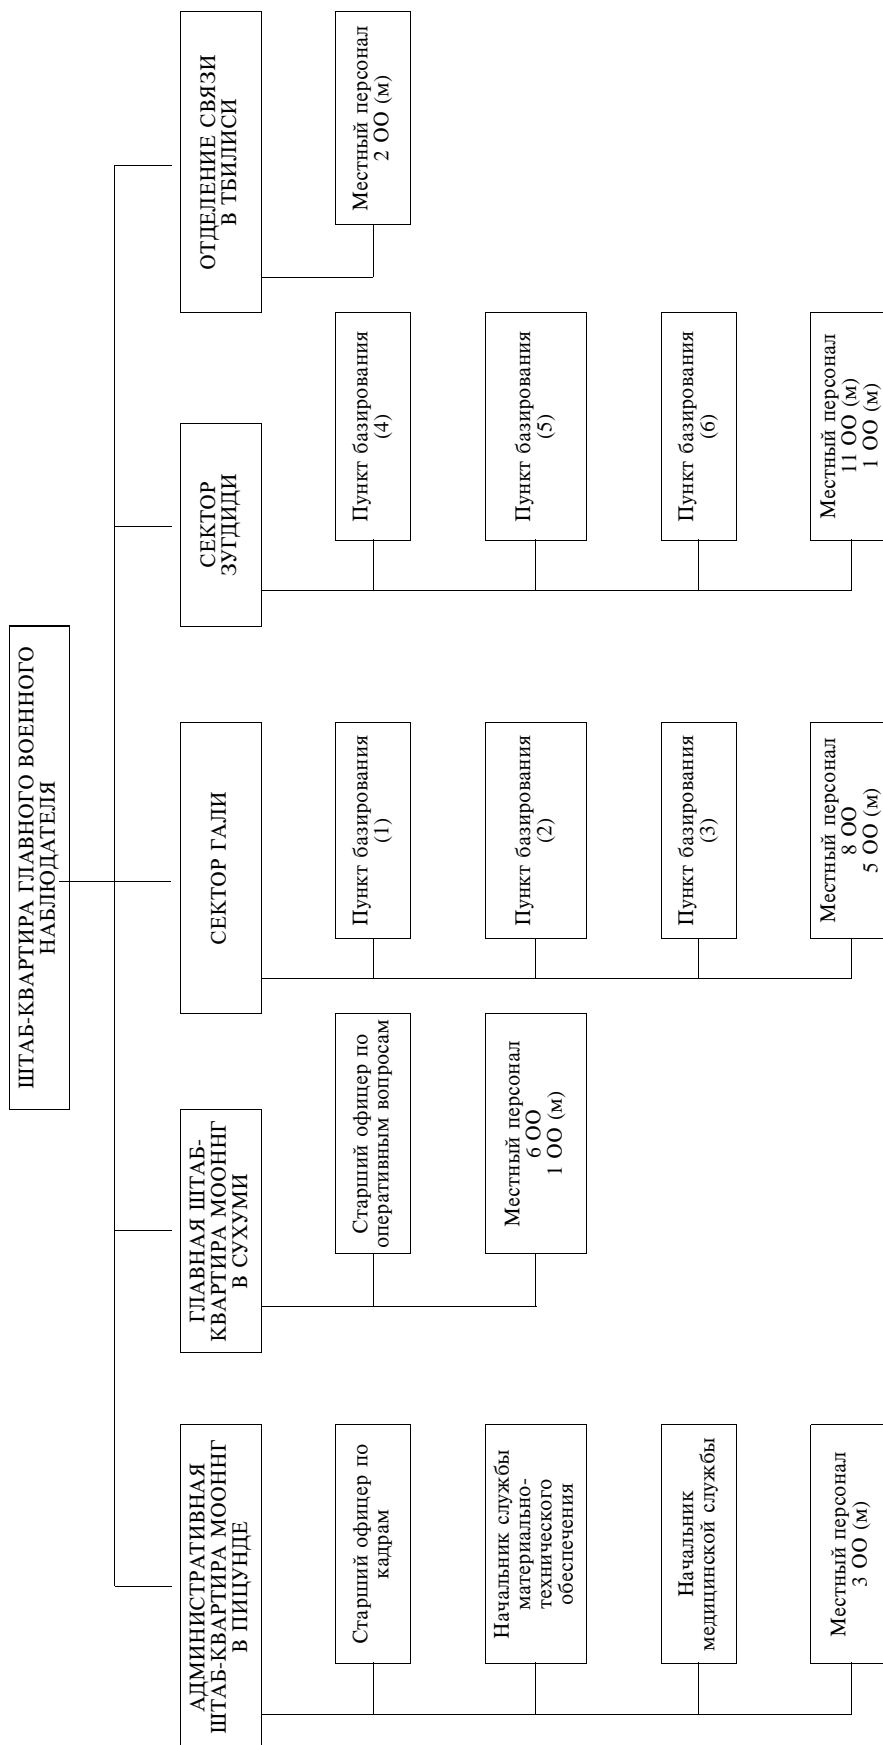 ШТАБ-КВАРТИРА ГЛАВНОГО ВОЕННОГО
НАБЛЮДАТЕЛЯ
АДМИНИСТРАТИВНАЯ
ШТАБ-КВАРТИРА МООННГ
В ПИЦУНДЕ
Старший офицер по
кадрам
Начальник службы
материально-
технического
обеспечения
Начальник
медицинской службы
Местный персонал
3 ОО (м)
ГЛАВНАЯ ШТАБ-
КВАРТИРА МООННГ
В СУХУМИ
Старший офицер по
оперативным вопросам
Местный персонал
6 ОО
1 ОО (м)
СЕКТОР ГАЛИ
Пункт базирования
(1)
Пункт базирования
(2)
Пункт базирования
(3)
Местный персонал
8 ОО
5 ОО (м)
СЕКТОР
ЗУГДИДИ
Пункт базирования
(4)
Пункт базирования
(5)
Пункт базирования
(6)
Местный персонал
11 ОО (м)
1 ОО (м)
ОТДЕЛЕНИЕ СВЯЗИ
В ТБИЛИСИ
Местный персонал
2 ОО (м)